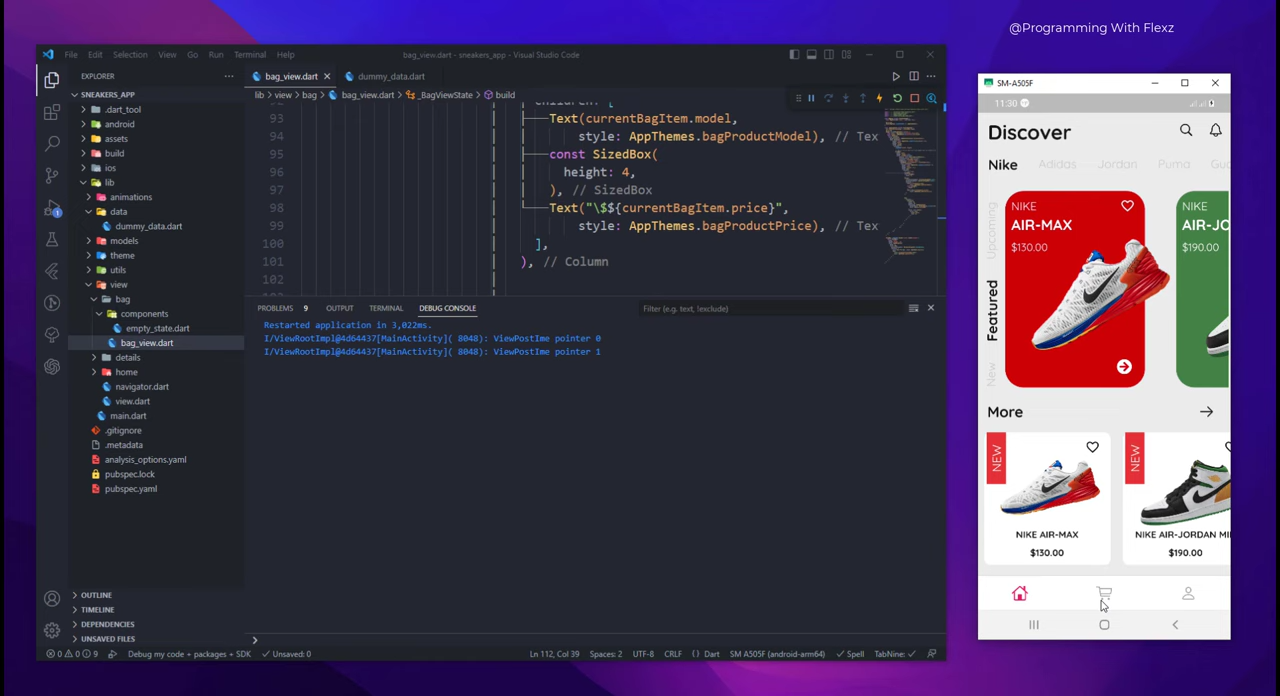 @Programming With Flexz
File Edit Selection View Go Run Terminal Help
bag_view.dart - sneakers_app - Visual Studio Code
EXPLORER
SNEAKERS_APP
.dart_tool
android
assets
build
ios
lib
animations
data
dummy_data.dart
models
theme
utils
view
bag
components
empty_state.dart
bag_view.dart
details
home
navigator.dart
view.dart
main.dart
.gitignore
.metadata
analysis_options.yaml
pubspec.lock
pubspec.yaml
OUTLINE
TIMELINE
DEPENDENCIES
UNSAVED FILES
bag_view.dart
dummy_data.dart
lib > view > bag > bag_view.dart > _BagViewState > build
93 Text(currentBagItem.model,
94 style: AppThemes.bagProductModel), // Tex
95 const SizedBox(
96 height: 4,
97 ), // SizedBox
98 Text("\$${currentBagItem.price}",
99 style: AppThemes.bagProductPrice), // Tex
100 ],
101 ), // Column
102
PROBLEMS 9 OUTPUT TERMINAL DEBUG CONSOLE
Filter (e.g. text, !exclude)
Restarted application in 3,022ms.
I/ViewRootImpl@4d64437[MainActivity]( 8048): ViewPostIme pointer 0
I/ViewRootImpl@4d64437[MainActivity]( 8048): ViewPostIme pointer 1
0 0 9 Debug my code + packages + SDK Unsaved: 0
Ln 112, Col 39 Spaces: 2 UTF-8 CRLF {} Dart SM A505F (android-arm64) Spell TabNine:
SM-A505F
11:30
Discover
Nike Adidas Jordan Puma
Upcoming
Featured
New
NIKE
AIR-MAX
$130.00
NIKE
AIR-JO
$190.00
More
NEW
NIKE AIR-MAX
$130.00
NEW
NIKE AIR-JORDAN MI
$190.00